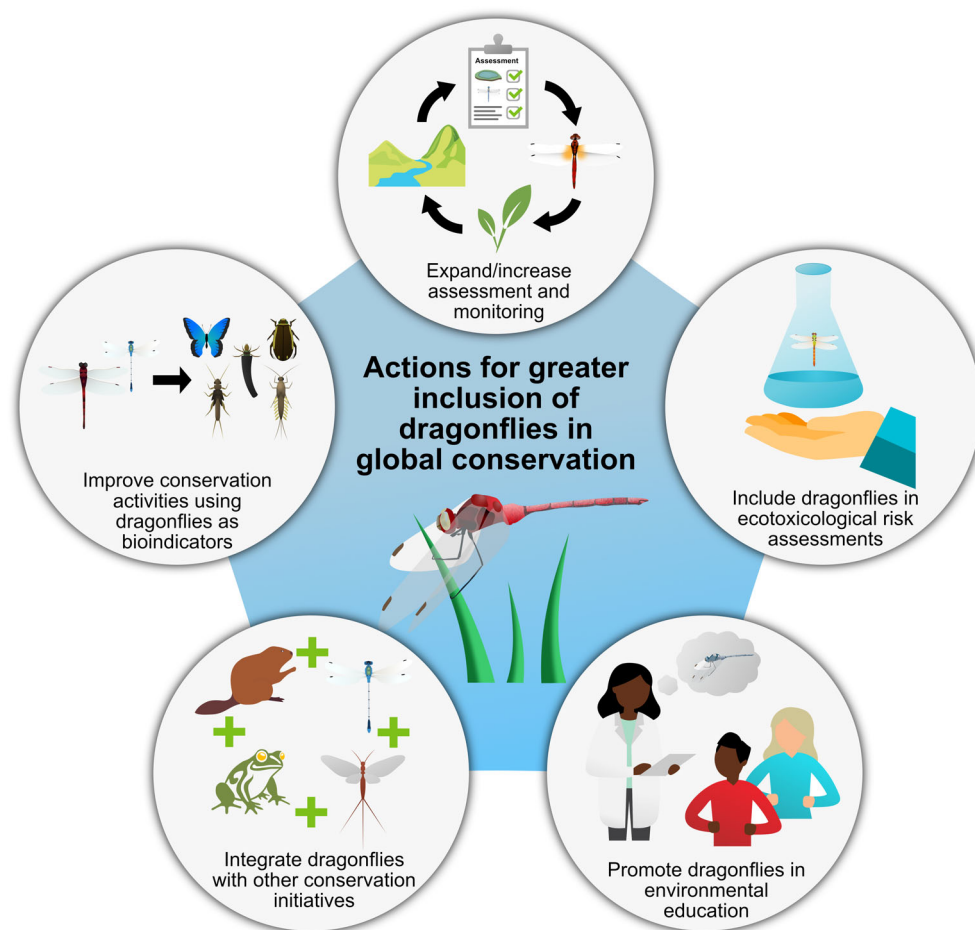 Assessment
Expand/increase
assessment and
monitoring
Actions for greater
inclusion of
dragonflies in
global conservation
Improve conservation
activities using
dragonflies as
bioindicators
Include dragonflies in
ecotoxicological risk
assessments
Integrate dragonflies
with other conservation
initiatives
Promote dragonflies in
environmental
education